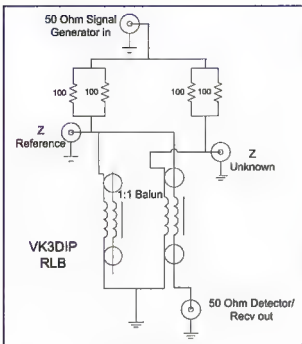 50 Ohm Signal
Generator in
100
100
100
100
Z
Reference
Z
Unknown
1:1 Balun
VK3DIP
RLB
50 Ohm Detector/
Recv out